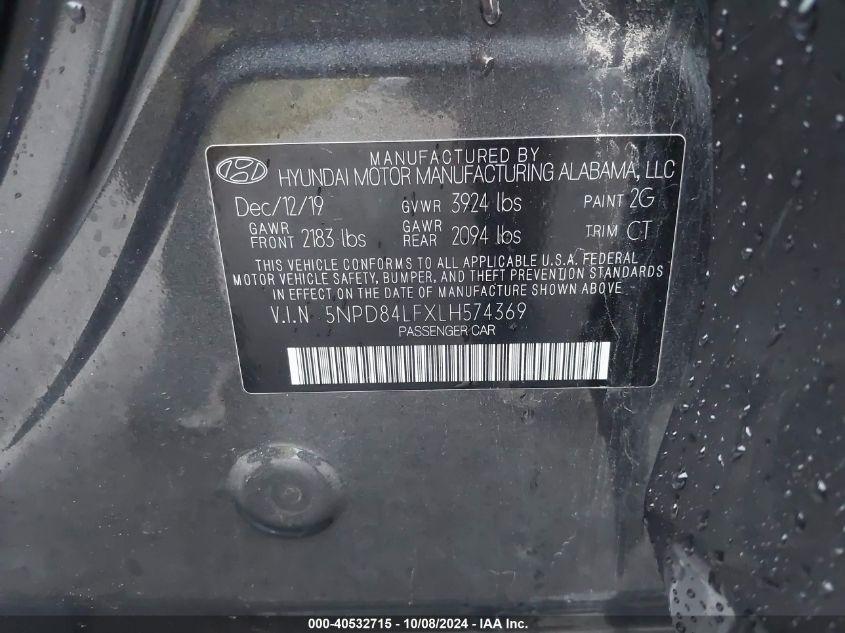 MANUFACTURED BY
HYUNDAI MOTOR MANUFACTURING ALABAMA, LLC
Dec/12/19 GVWR 3924 lbs PAINT 2G
GAWR FRONT 2183 lbs GAWR REAR 2094 lbs TRIM CT
THIS VEHICLE CONFORMS TO ALL APPLICABLE U.S.A. FEDERAL
MOTOR VEHICLE SAFETY, BUMPER, AND THEFT PREVENTION STANDARDS
IN EFFECT ON THE DATE OF MANUFACTURE SHOWN ABOVE.
V.I.N 5NPD84LFXLH574369
PASSENGER CAR
000-40532715 - 10/08/2024 - IAA Inc.